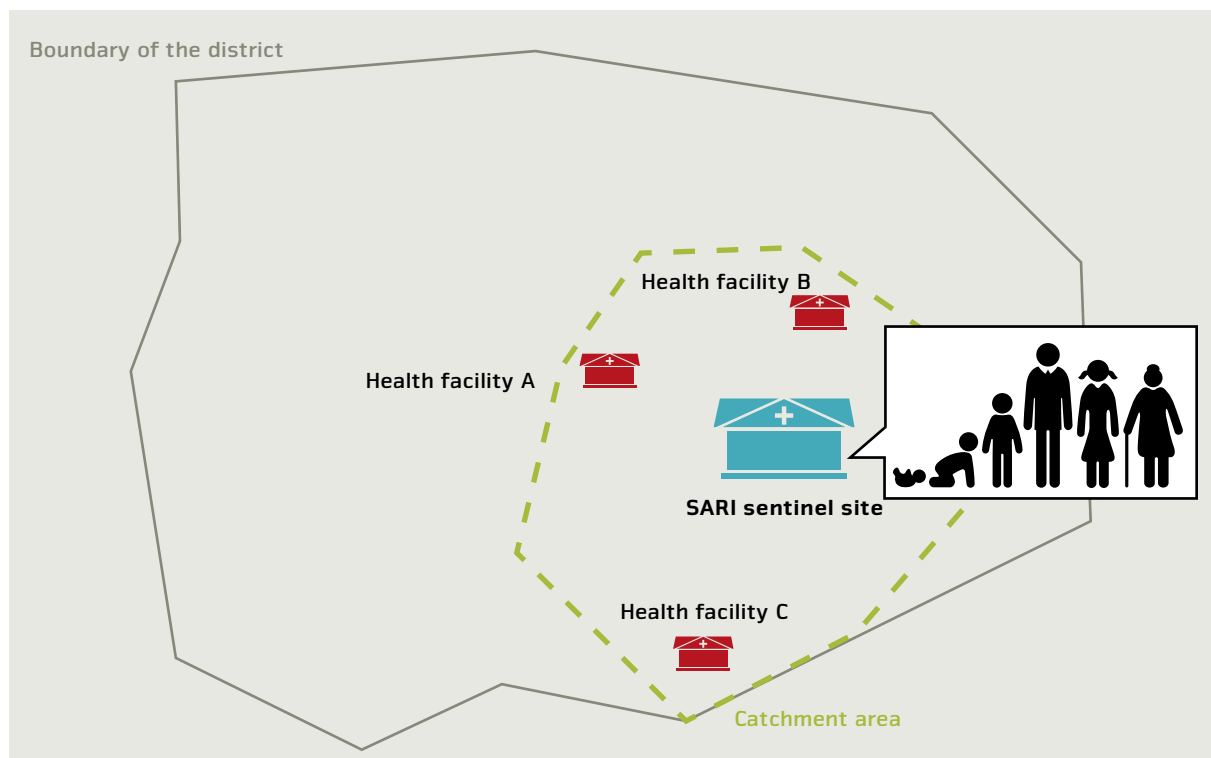 Boundary of the district
Health facility B
Health facility A
SARI sentinel site
Health facility C
Catchment area